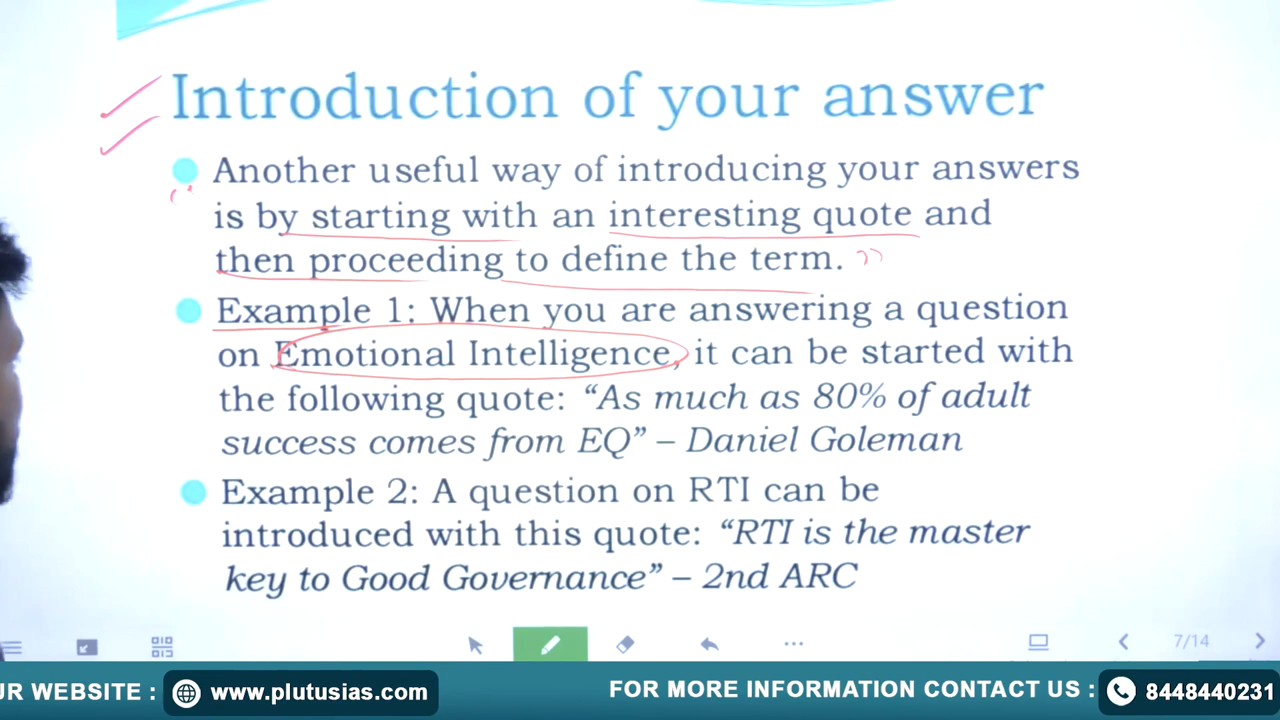 Introduction of your answer
Another useful way of introducing your answers
is by starting with an interesting quote and
then proceeding to define the term.
Example 1: When you are answering a question
on Emotional Intelligence, it can be started with
the following quote: “As much as 80% of adult
success comes from EQ” – Daniel Goleman
Example 2: A question on RTI can be
introduced with this quote: “RTI is the master
key to Good Governance” – 2nd ARC
7/14
UR WEBSITE : www.plutusias.com
FOR MORE INFORMATION CONTACT US : 8448440231